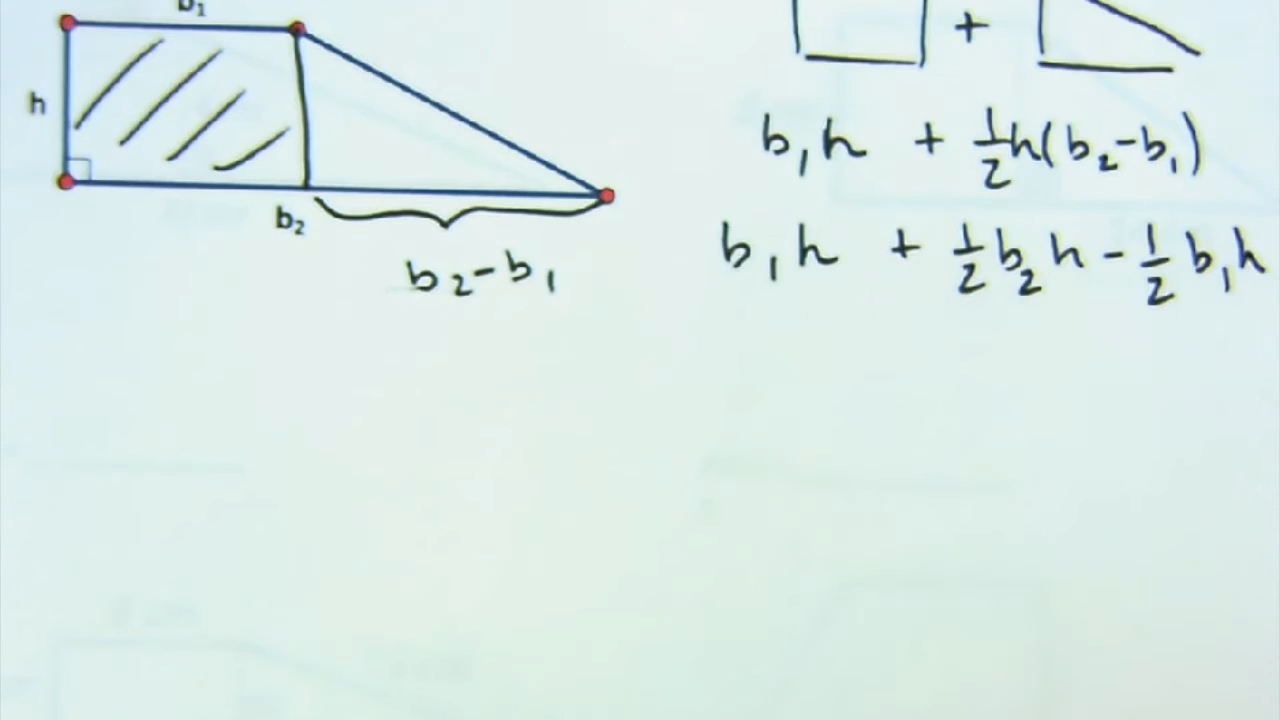 b₁
h
b₂
b₂-b₁
+
b₁h + ½h(b₂-b₁)
b₁h + ½b₂h - ½b₁h